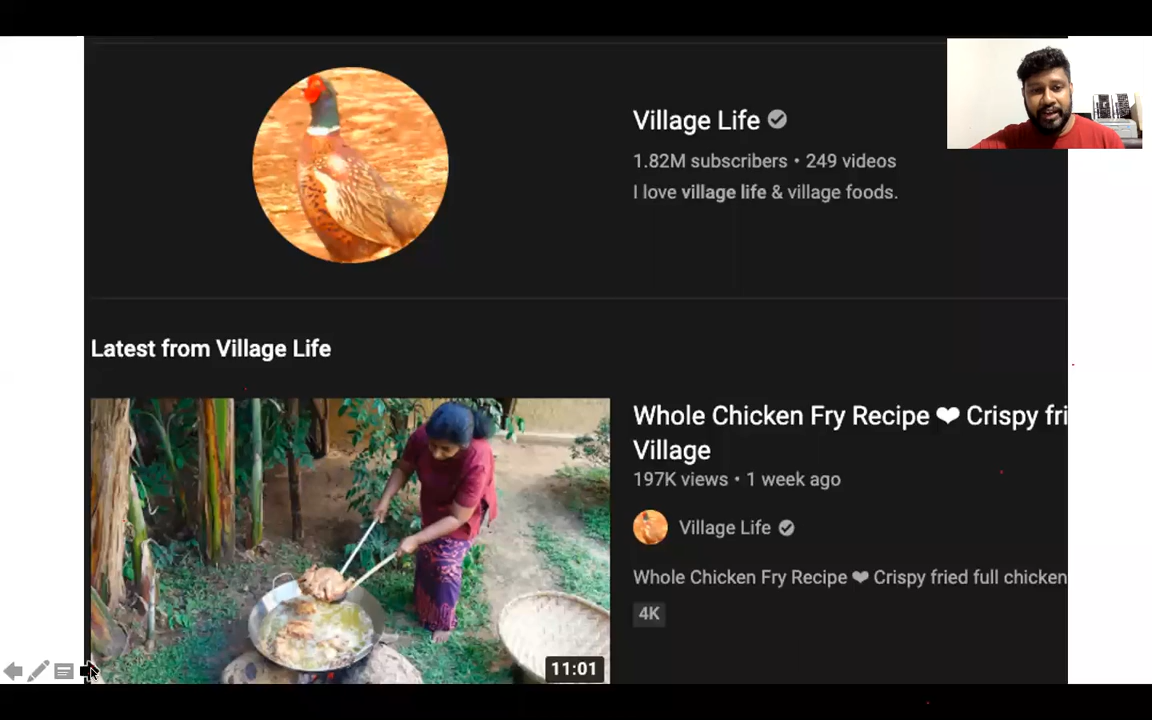 Village Life
1.82M subscribers • 249 videos
I love village life & village foods.
Latest from Village Life
Whole Chicken Fry Recipe ❤ Crispy fri
Village
197K views • 1 week ago
Village Life
Whole Chicken Fry Recipe ❤ Crispy fried full chicken
4K
11:01